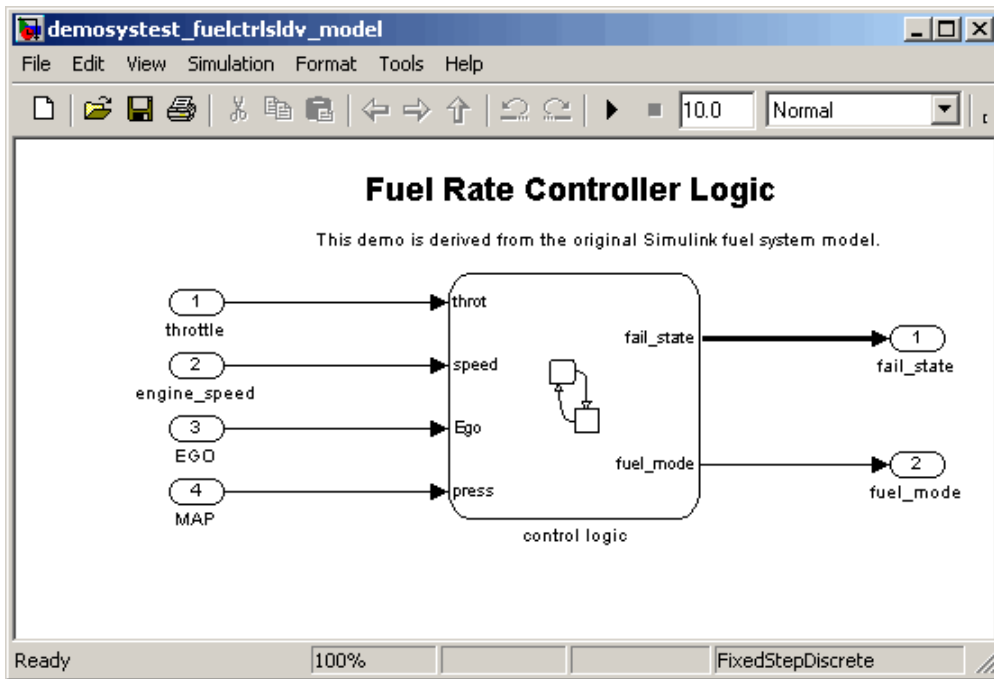 demosystest_fuelctrlsldv_model
File Edit View Simulation Format Tools Help
10.0 Normal
Fuel Rate Controller Logic
This demo is derived from the original Simulink fuel system model.
1
throttle
2
engine_speed
3
EGO
4
MAP
throt
speed
Ego
press
fail_state
fuel_mode
control logic
1
fail_state
2
fuel_mode
Ready 100% FixedStepDiscrete